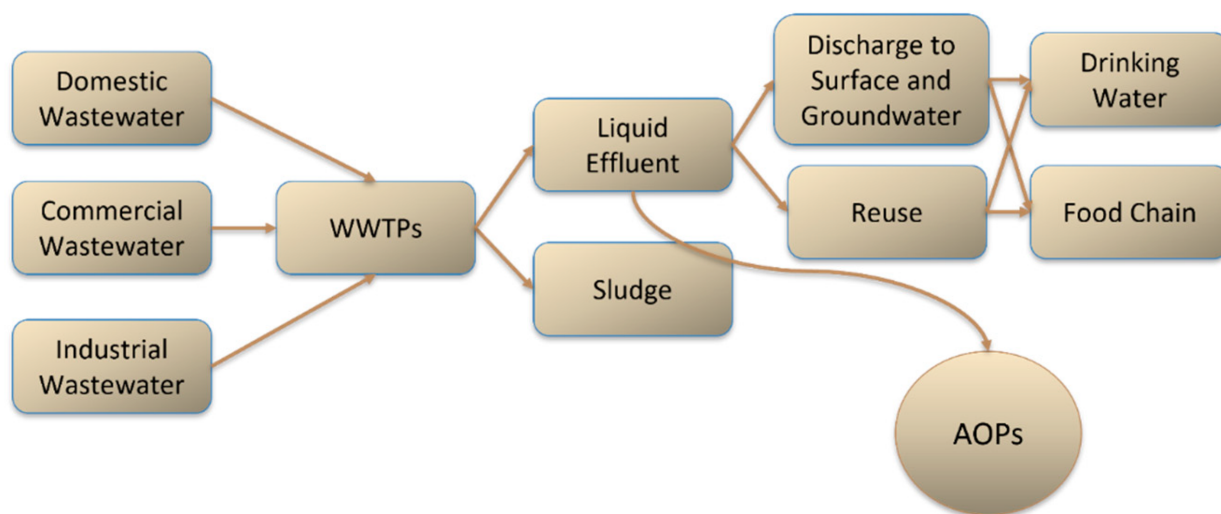 Domestic
Wastewater
Commercial
Wastewater
Industrial
Wastewater
WWTPs
Liquid
Effluent
Sludge
Discharge to
Surface and
Groundwater
Reuse
Drinking
Water
Food Chain
AOPs